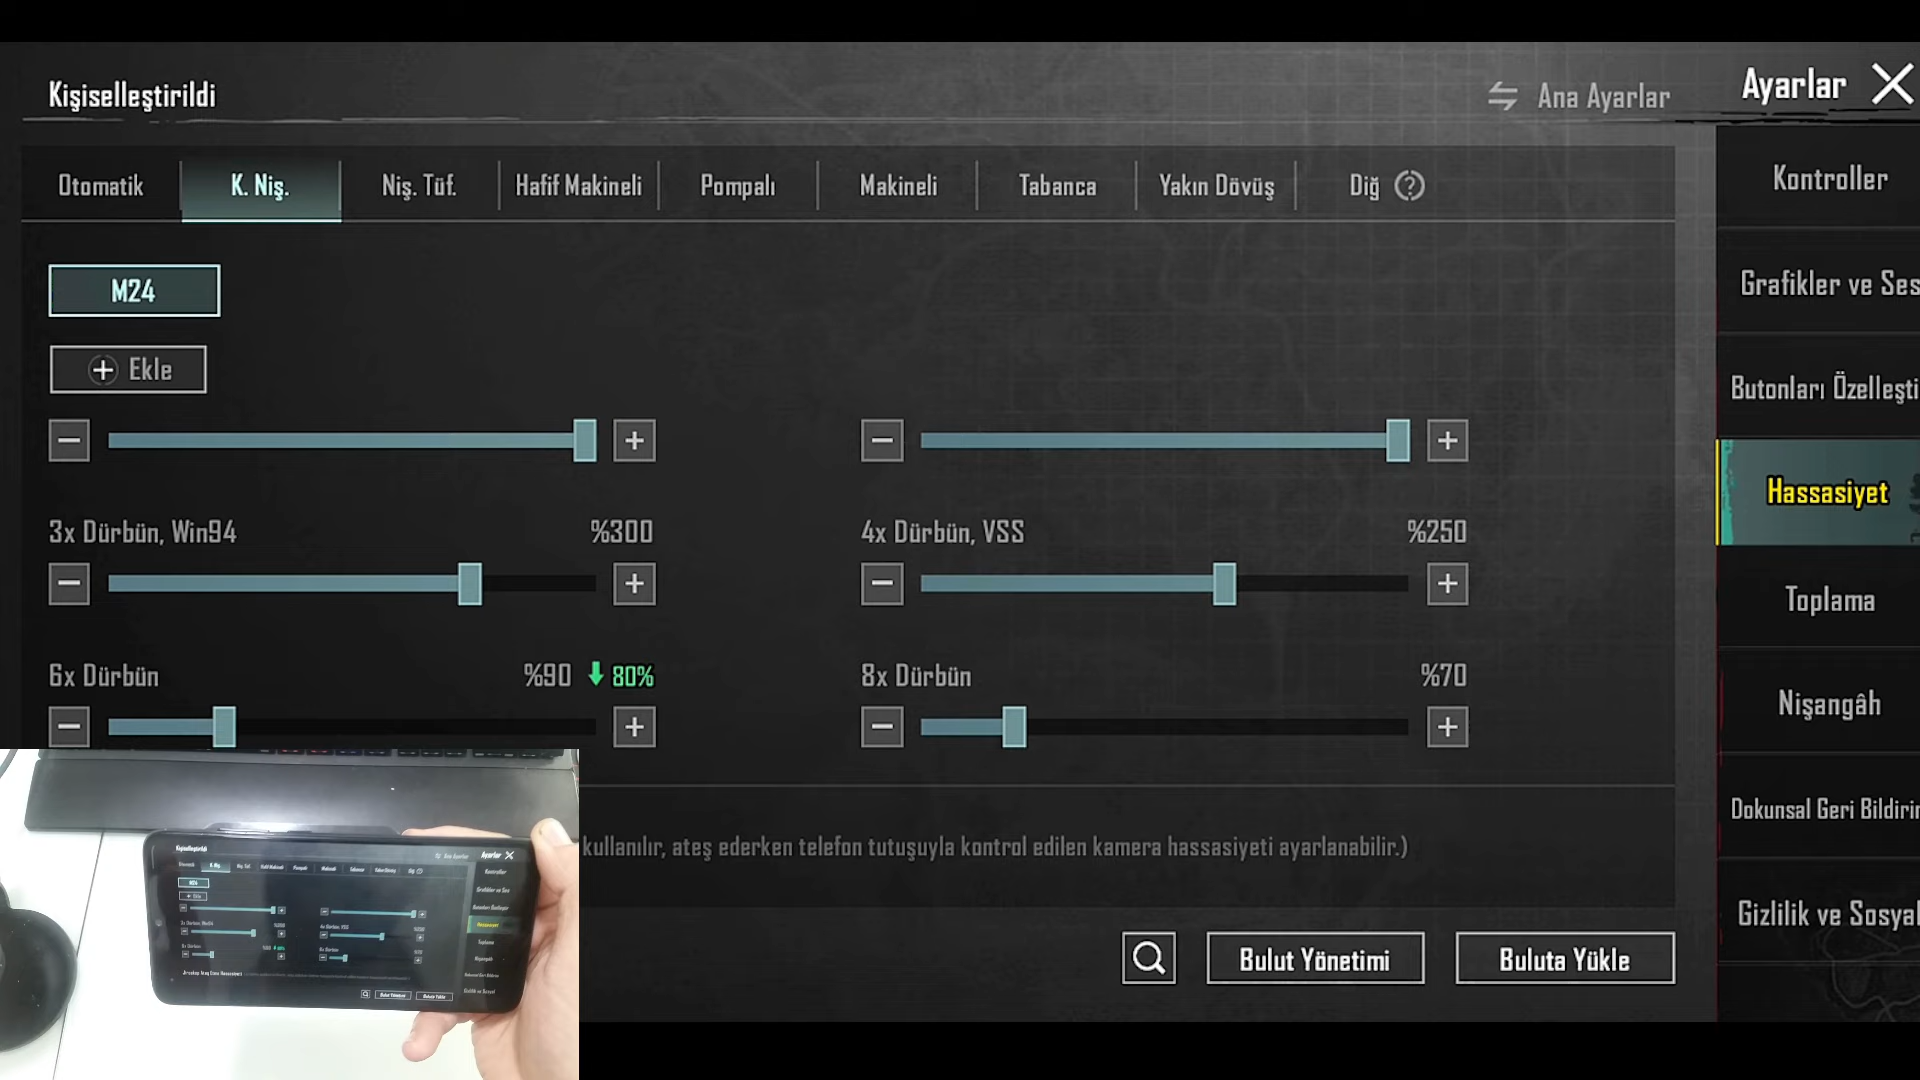 Kişiselleştirildi
Ana Ayarlar
Ayarlar
Otomatik
K. Niş.
Niş. Tüf.
Hafif Makineli
Pompalı
Makineli
Tabanca
Yakın Dövüş
Diğ
M24
Ekle
3x Dürbün, Win94 %300
4x Dürbün, VSS %250
6x Dürbün %90 80%
8x Dürbün %70
kullanılır, ateş ederken telefon tutuşuyla kontrol edilen kamera hassasiyeti ayarlanabilir.)
Bulut Yönetimi
Buluta Yükle
Kontroller
Grafikler ve Ses
Butonları Özelleşti
Hassasiyet
Toplama
Nişangâh
Dokunsal Geri Bildirin
Gizlilik ve Sosyal